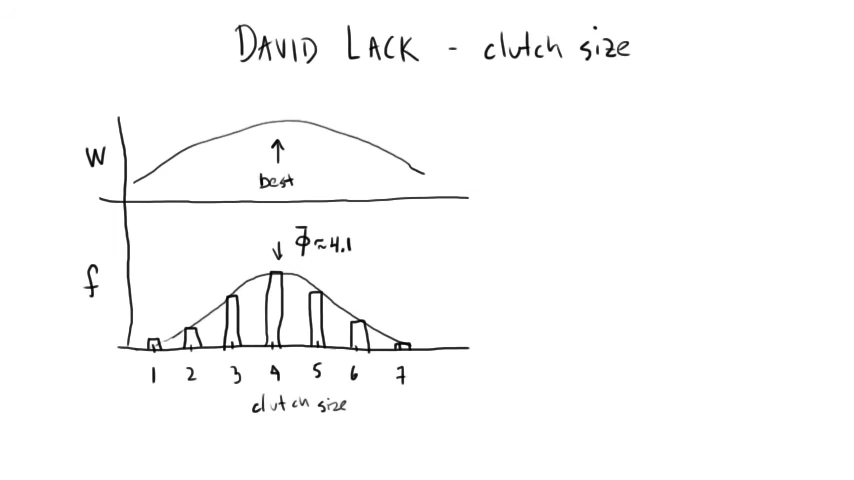 DAVID LACK - clutch size
W
best
Φ̄≈4.1
f
1 2 3 4 5 6 7
clutch size